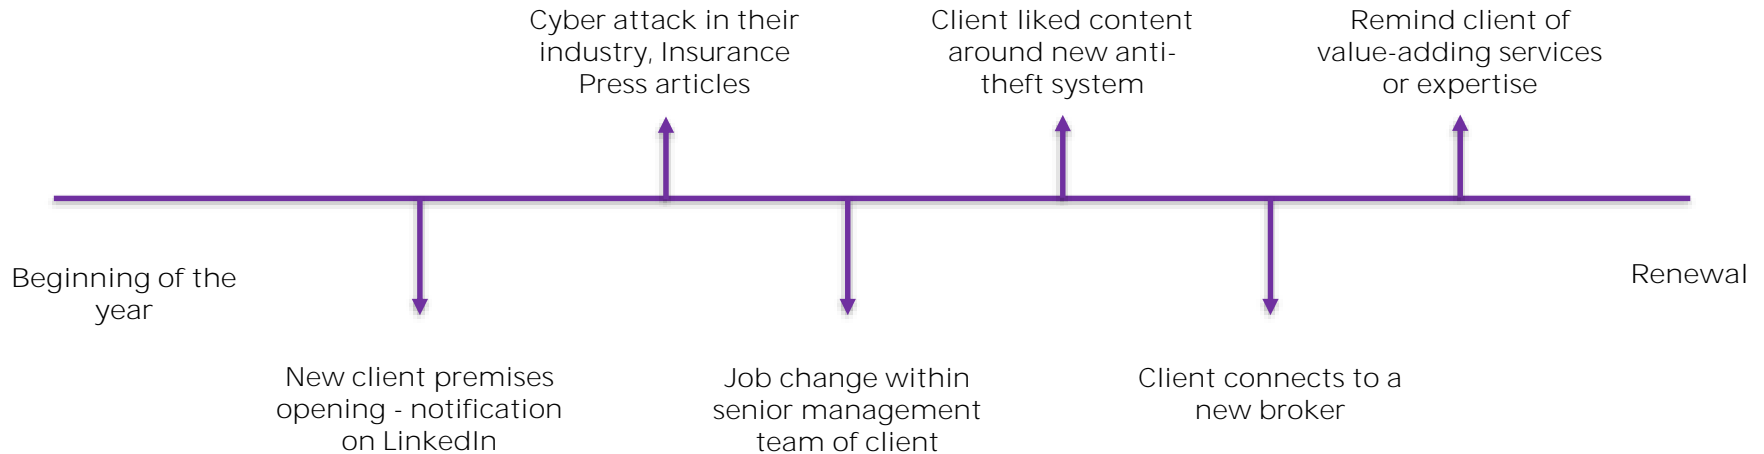 Cyber attack in their
industry, Insurance
Press articles
Client liked content
around new anti-
theft system
Remind client of
value-adding services
or expertise
Beginning of the
year
Renewal
New client premises
opening - notification
on LinkedIn
Job change within
senior management
team of client
Client connects to a
new broker